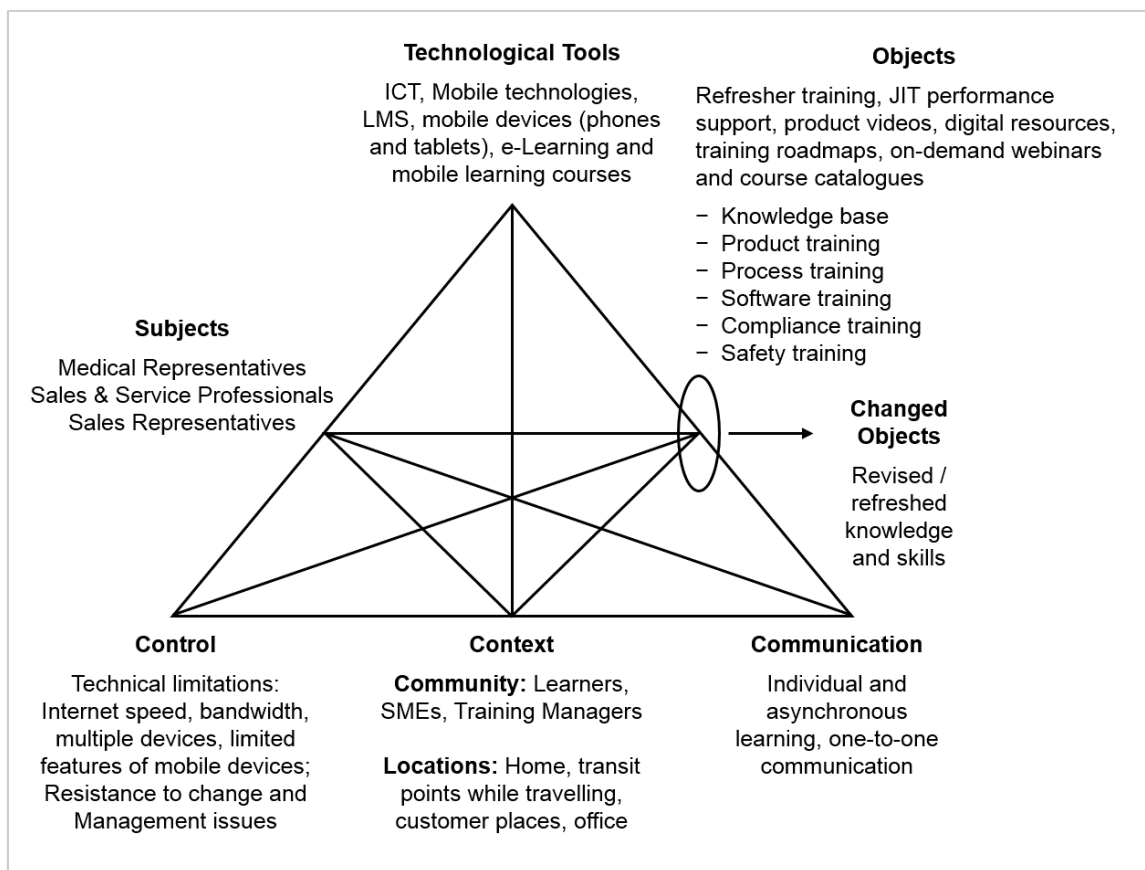 Technological Tools
ICT, Mobile technologies,
LMS, mobile devices (phones
and tablets), e-Learning and
mobile learning courses
Objects
Refresher training, JIT performance
support, product videos, digital resources,
training roadmaps, on-demand webinars
and course catalogues
− Knowledge base
− Product training
− Process training
− Software training
− Compliance training
− Safety training
Subjects
Medical Representatives
Sales & Service Professionals
Sales Representatives
Changed
Objects
Revised /
refreshed
knowledge
and skills
Control
Technical limitations:
Internet speed, bandwidth,
multiple devices, limited
features of mobile devices;
Resistance to change and
Management issues
Context
Community: Learners,
SMEs, Training Managers
Locations: Home, transit
points while travelling,
customer places, office
Communication
Individual and
asynchronous
learning, one-to-one
communication